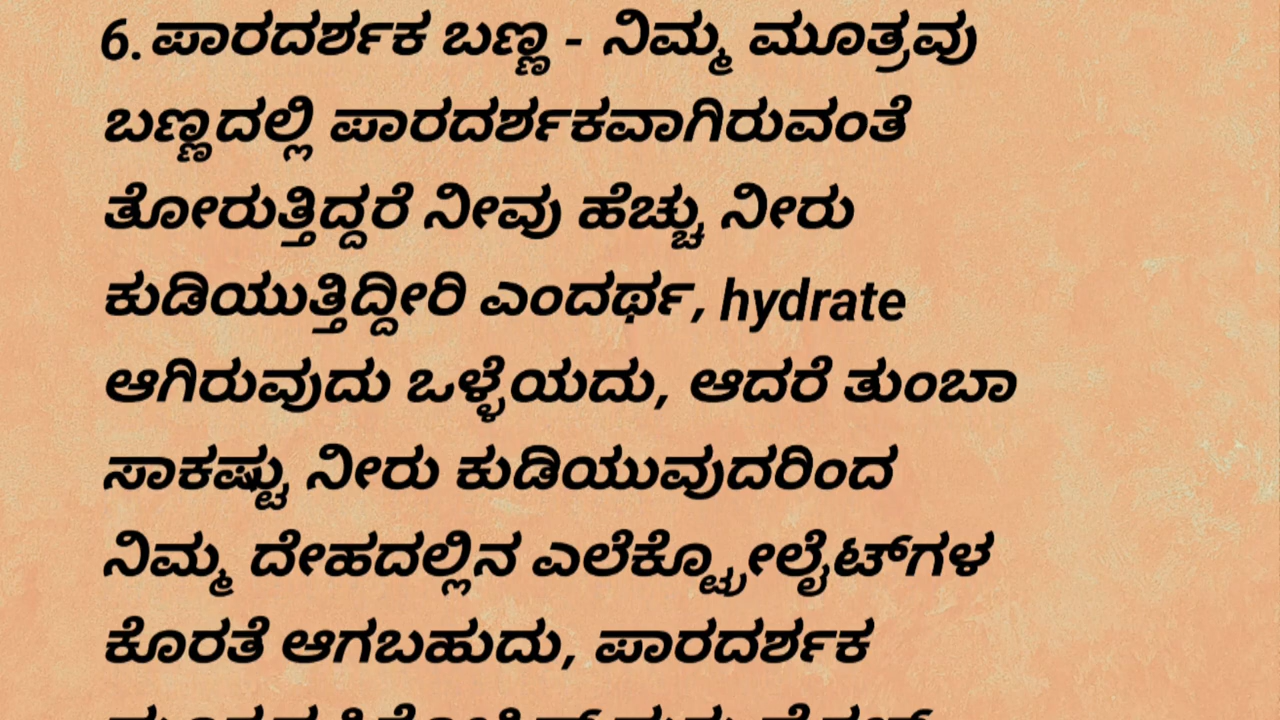 6. ಪಾರದರ್ಶಕ ಬಣ್ಣ - ನಿಮ್ಮ ಮೂತ್ರವು
ಬಣ್ಣದಲ್ಲಿ ಪಾರದರ್ಶಕವಾಗಿರುವಂತೆ
ತೋರುತ್ತಿದ್ದರೆ ನೀವು ಹೆಚ್ಚು ನೀರು
ಕುಡಿಯುತ್ತಿದ್ದೀರಿ ಎಂದರ್ಥ, hydrate
ಆಗಿರುವುದು ಒಳ್ಳೆಯದು, ಆದರೆ ತುಂಬಾ
ಸಾಕಷ್ಟು ನೀರು ಕುಡಿಯುವುದರಿಂದ
ನಿಮ್ಮ ದೇಹದಲ್ಲಿನ ಎಲೆಕ್ಟ್ರೋಲೈಟ್‌ಗಳ
ಕೊರತೆ ಆಗಬಹುದು, ಪಾರದರ್ಶಕ